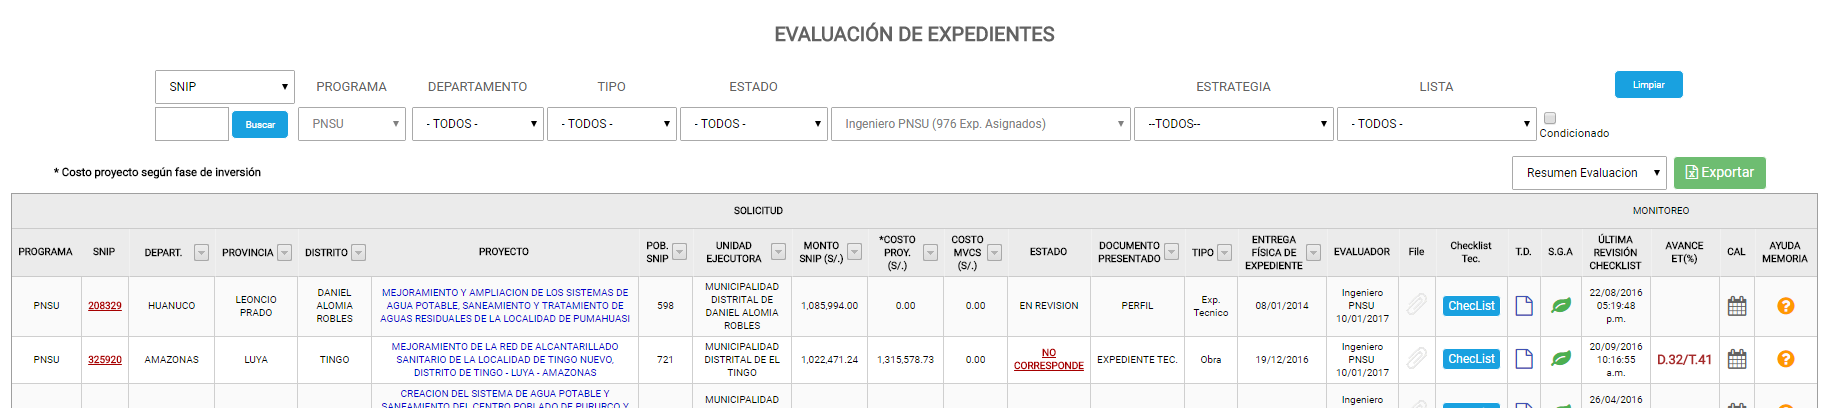 EVALUACIÓN DE EXPEDIENTES
SNIP PROGRAMA DEPARTAMENTO TIPO ESTADO ESTRATEGIA LISTA Limpiar
Buscar PNSU - TODOS - - TODOS - - TODOS - Ingeniero PNSU (976 Exp. Asignados) --TODOS-- - TODOS - Condicionado
* Costo proyecto según fase de inversión Resumen Evaluacion Exportar
SOLICITUD MONITOREO
PROGRAMA
SNIP
DEPART.
PROVINCIA
DISTRITO
PROYECTO
POB.
SNIP
UNIDAD
EJECUTORA
MONTO
SNIP (S/.)
*COSTO
PROY.
(S/.)
COSTO
MVCS
(S/.)
ESTADO
DOCUMENTO
PRESENTADO
TIPO
ENTREGA
FÍSICA DE
EXPEDIENTE
EVALUADOR
File
Checklist
Tec.
T.D.
S.G.A
ÚLTIMA
REVISIÓN
CHECKLIST
AVANCE
ET(%)
CAL
AYUDA
MEMORIA
PNSU
208329
HUANUCO
LEONCIO
PRADO
DANIEL
ALOMIA
ROBLES
MEJORAMIENTO Y AMPLIACION DE LOS SISTEMAS DE
AGUA POTABLE, SANEAMIENTO Y TRATAMIENTO DE
AGUAS RESIDUALES DE LA LOCALIDAD DE PUMAHUASI
598
MUNICIPALIDAD
DISTRITAL DE
DANIEL ALOMIA
ROBLES
1,085,994.00
0.00
0.00
EN REVISION
PERFIL
Exp.
Tecnico
08/01/2014
Ingeniero
PNSU
10/01/2017
ChecList
22/08/2016
05:19:48
p.m.
PNSU
325920
AMAZONAS
LUYA
TINGO
MEJORAMIENTO DE LA RED DE ALCANTARILLADO
SANITARIO DE LA LOCALIDAD DE TINGO NUEVO,
DISTRITO DE TINGO - LUYA - AMAZONAS
721
MUNICIPALIDAD
DISTRITAL DE EL
TINGO
1,022,471.24
1,315,578.73
0.00
NO
CORRESPONDE
EXPEDIENTE TEC.
Obra
19/12/2016
Ingeniero
PNSU
10/01/2017
ChecList
20/09/2016
10:16:55
a.m.
D.32/T.41
CREACION DEL SISTEMA DE AGUA POTABLE Y
SANEAMIENTO DEL CENTRO POBLADO DE PURURCO Y
MUNICIPALIDAD
Ingeniero
26/04/2016